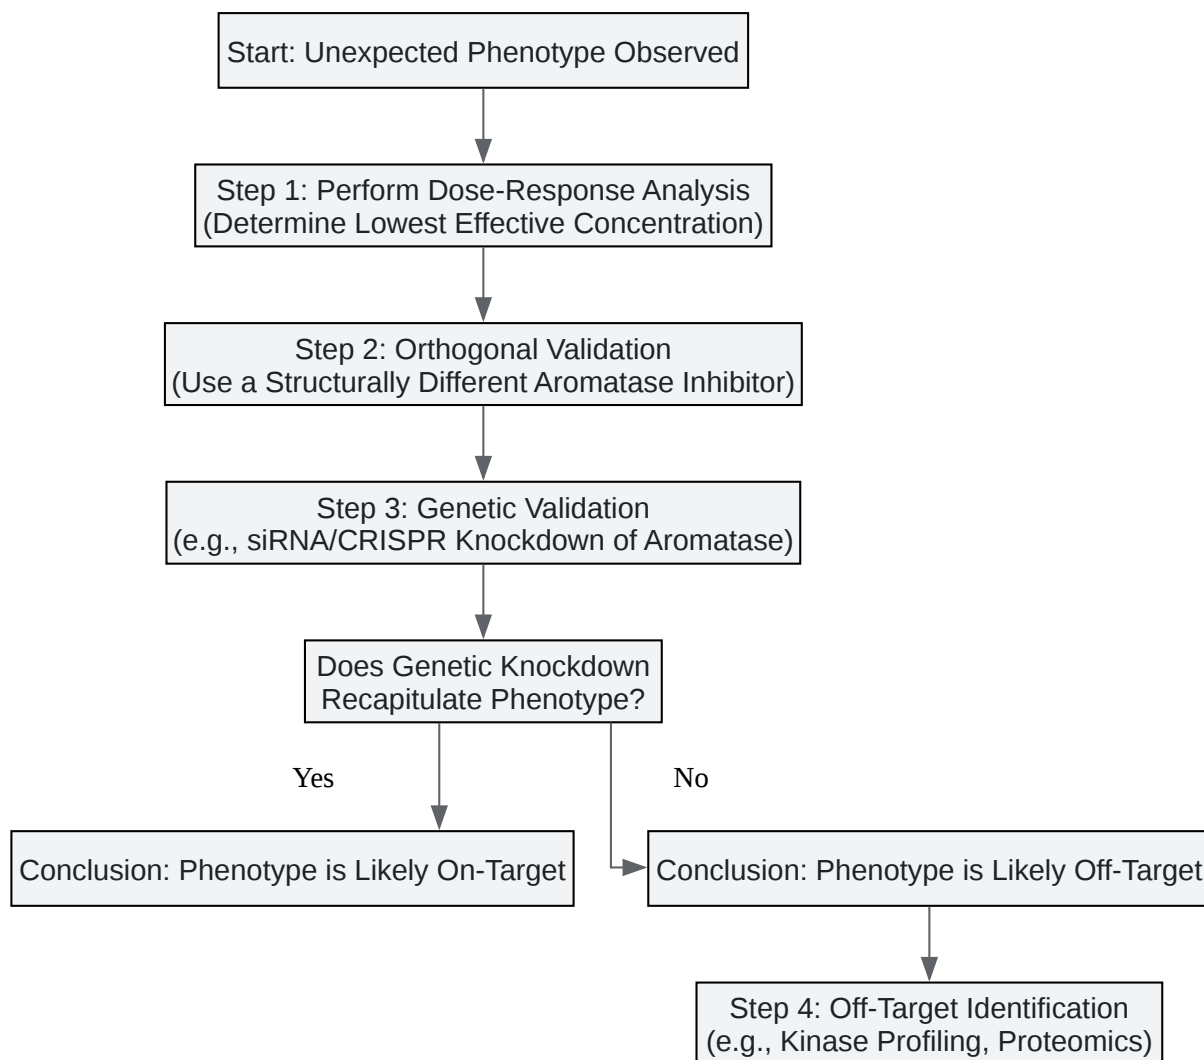 Start: Unexpected Phenotype Observed
Step 1: Perform Dose-Response Analysis
(Determine Lowest Effective Concentration)
Step 2: Orthogonal Validation
(Use a Structurally Different Aromatase Inhibitor)
Step 3: Genetic Validation
(e.g., siRNA/CRISPR Knockdown of Aromatase)
Does Genetic Knockdown
Recapitulate Phenotype?
Yes
No
Conclusion: Phenotype is Likely On-Target
Conclusion: Phenotype is Likely Off-Target
Step 4: Off-Target Identification
(e.g., Kinase Profiling, Proteomics)